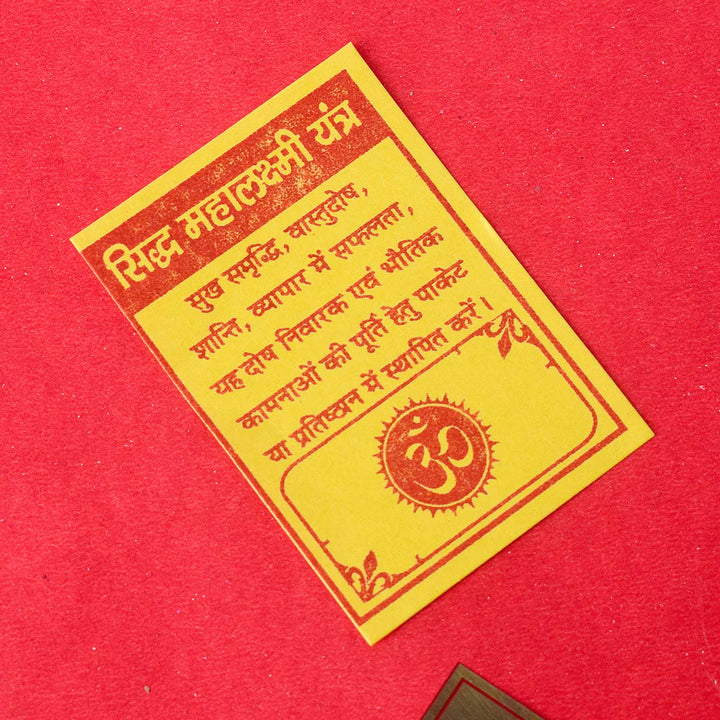 सिद्ध महालक्ष्मी यंत्र
सुख समृद्धि, वास्तुदोष,
शान्ति, व्यापार में सफलता,
यह दोष निवारक एवं भौतिक
कामनाओं की पूर्ति हेतु पाकेट
या प्रतिष्ठान में स्थापित करें।
ॐ